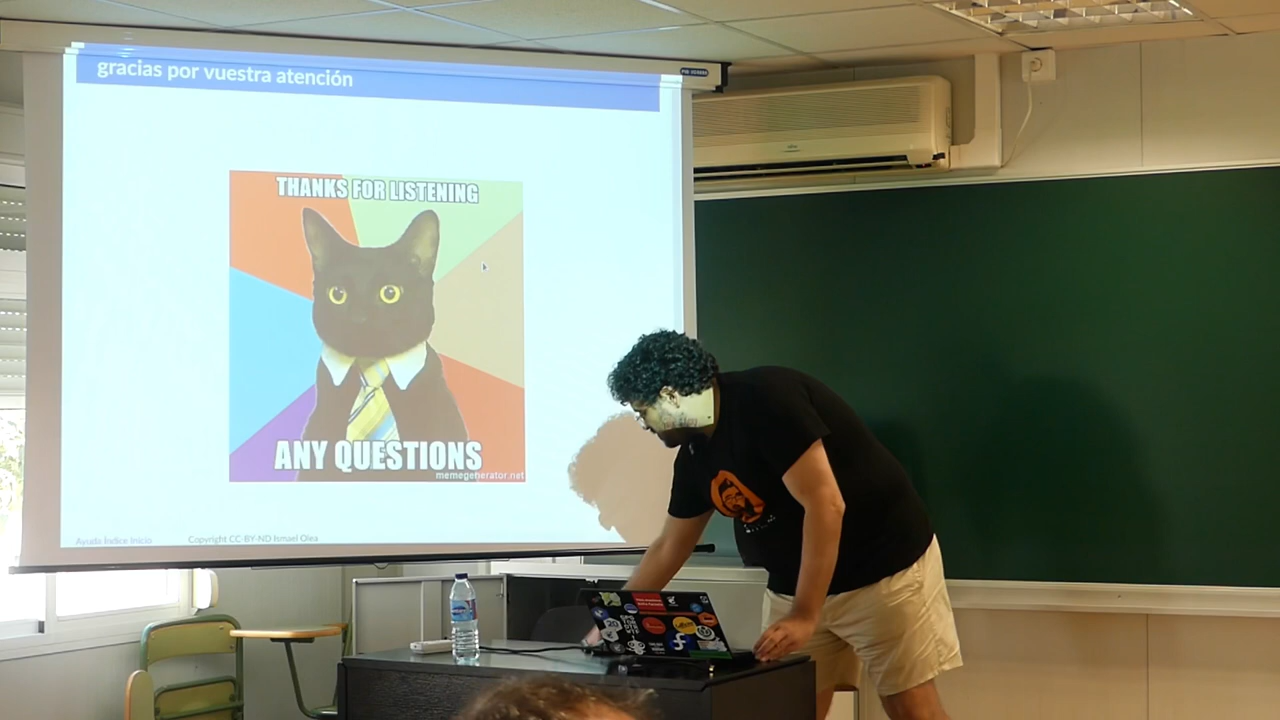 gracias por vuestra atención
THANKS FOR LISTENING
ANY QUESTIONS
memegenerator.net
Ayuda Índice Inicio
Copyright CC-BY-ND Ismael Olea